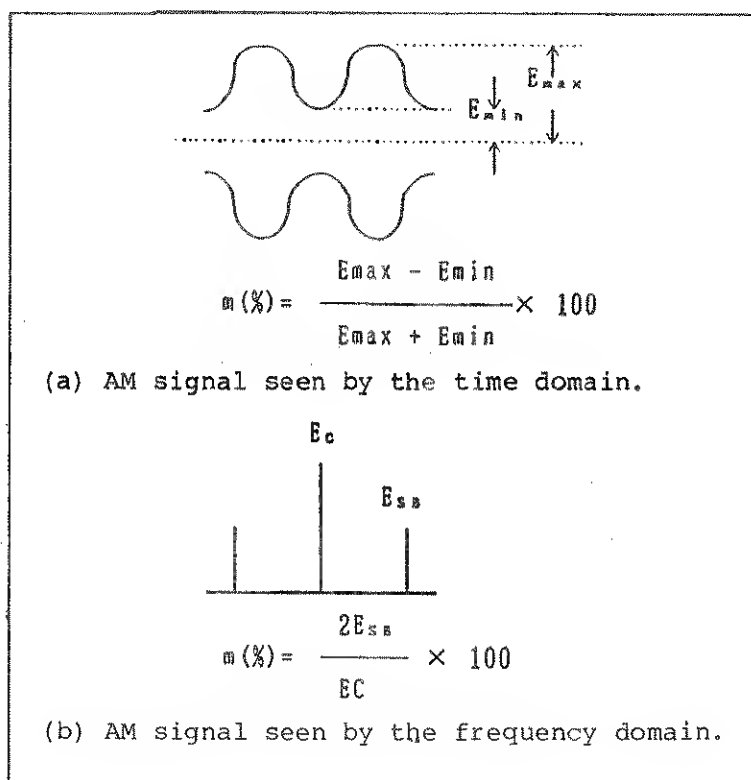 Emax
Emin
Emax - Emin
m(%)= × 100
Emax + Emin
(a) AM signal seen by the time domain.
Ec
ESB
2ESB
m(%)= × 100
EC
(b) AM signal seen by the frequency domain.